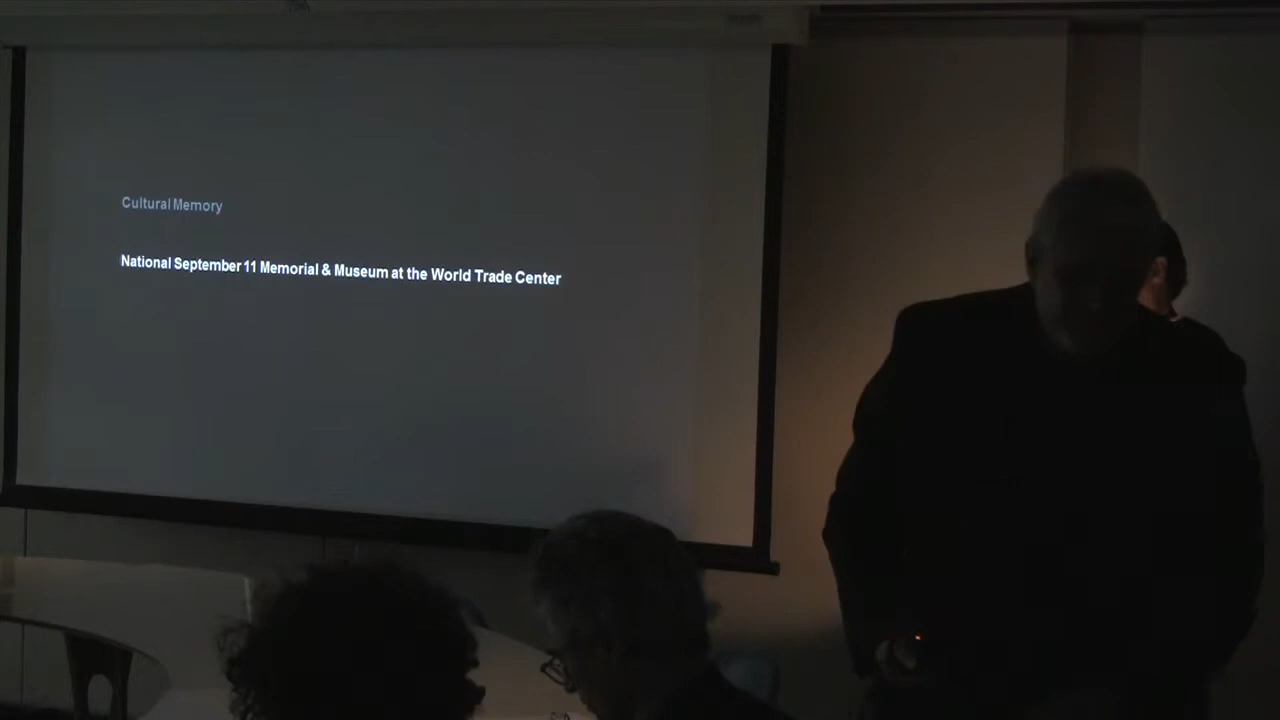 Cultural Memory
National September 11 Memorial & Museum at the World Trade Center